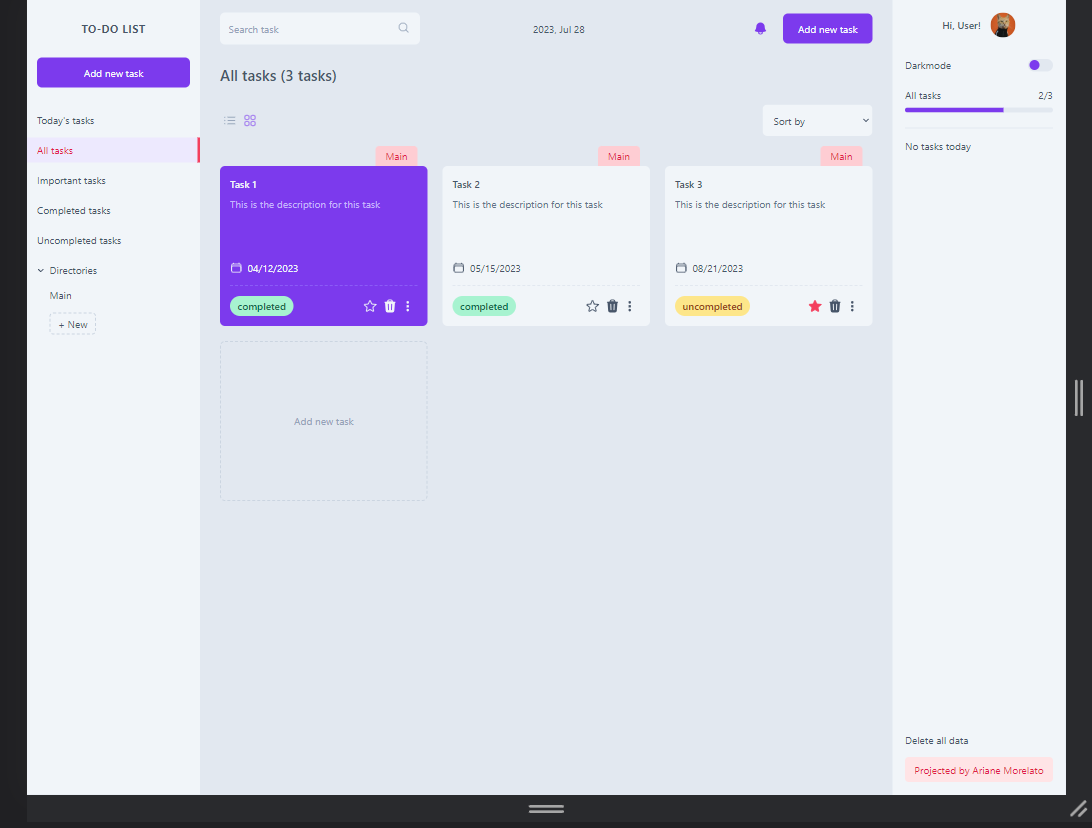 TO-DO LIST
Add new task
Today's tasks
All tasks
Important tasks
Completed tasks
Uncompleted tasks
Directories
Main
+ New
Search task
2023, Jul 28
Add new task
All tasks (3 tasks)
Sort by
Main
Task 1
This is the description for this task
04/12/2023
completed
Main
Task 2
This is the description for this task
05/15/2023
completed
Main
Task 3
This is the description for this task
08/21/2023
uncompleted
Add new task
Hi, User!
Darkmode
All tasks 2/3
No tasks today
Delete all data
Projected by Ariane Morelato